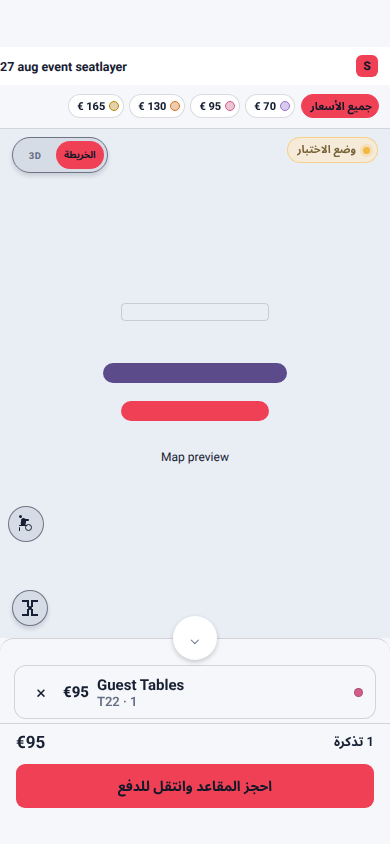 S
27 aug event seatlayer
جميع الأسعار
€ 70
€ 95
€ 130
€ 165
وضع الاختبار
الخريطة
3D
Map preview
Guest Tables
€95
×
T22 · 1
1 تذكرة
€95
احجز المقاعد وانتقل للدفع